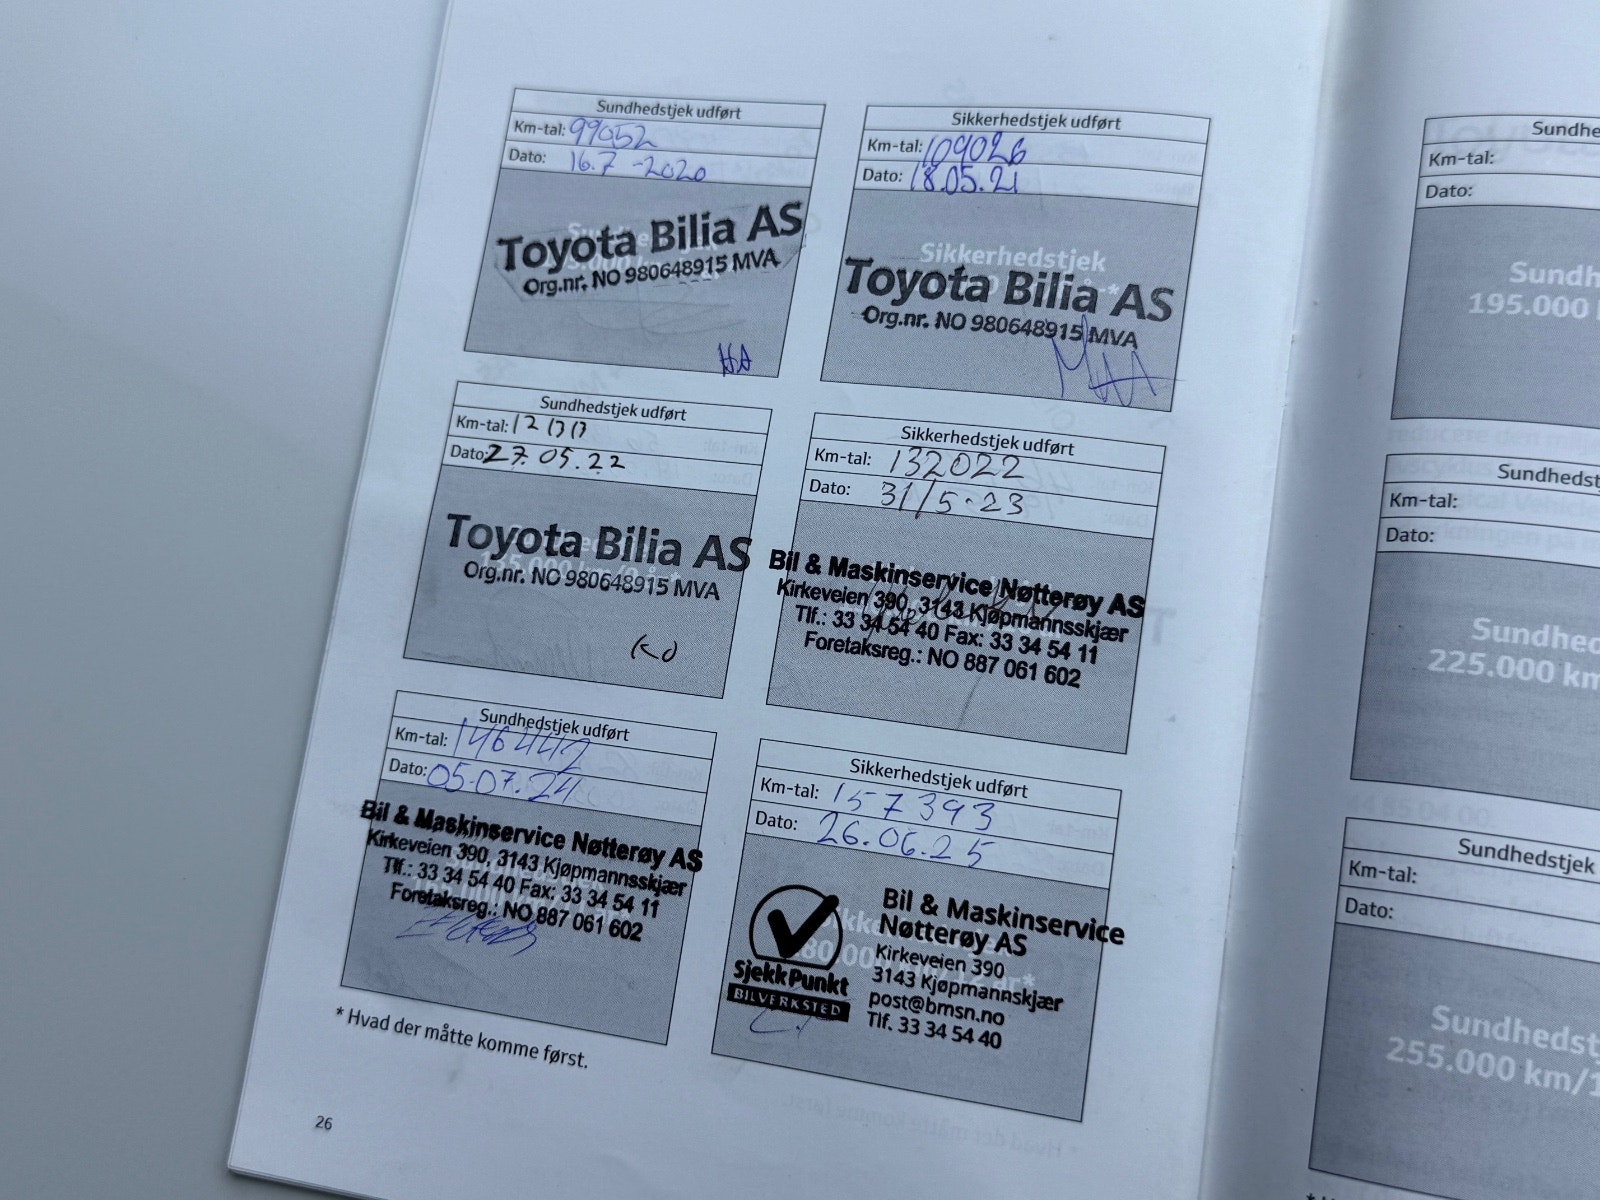 Sundhedstjek udført
Km-tal: 99052
Dato: 16.7 -2020
Toyota Bilia AS
Org.nr. NO 980648915 MVA
Sikkerhedstjek udført
Km-tal: 109026
Dato: 18.05.21
Sikkerhedstjek
Toyota Bilia AS
Org.nr. NO 980648915 MVA
Sundhedstjek udført
Km-tal:
Dato: 27.05.22
Toyota Bilia AS
Org.nr. NO 980648915 MVA
Sikkerhedstjek udført
Km-tal: 132022
Dato: 31/5-23
Bil & Maskinservice Nøtterøy AS
Kirkeveien 390, 3143 Kjøpmannsskjær
Tlf.: 33 34 54 40 Fax: 33 34 54 11
Foretaksreg.: NO 887 061 602
Sundhedstjek udført
Km-tal: 146442
Dato: 05.07.24
Bil & Maskinservice Nøtterøy AS
Kirkeveien 390, 3143 Kjøpmannsskjær
Tlf.: 33 34 54 40 Fax: 33 34 54 11
Foretaksreg.: NO 887 061 602
Sikkerhedstjek udført
Km-tal: 157393
Dato: 26.06.25
SjekkPunkt
BILVERKSTED
Bil & Maskinservice
Nøtterøy AS
Kirkeveien 390
3143 Kjøpmannskjær
post@bmsn.no
Tlf. 33 34 54 40
* Hvad der måtte komme først.
26
Sundhe
Km-tal:
Dato:
Sundh
195.000
Sundhedst
Km-tal:
Dato:
Sundhe
225.000 km
Sundhedstjek
Km-tal:
Dato:
Sundhedst
255.000 km/1